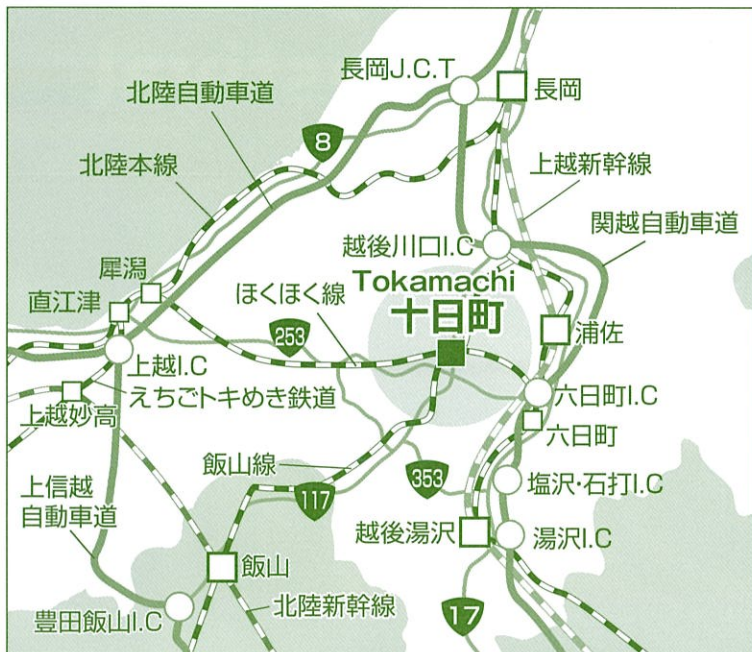 長岡J.C.T
長岡
北陸自動車道
8
北陸本線
上越新幹線
関越自動車道
越後川口I.C
犀潟
Tokamachi
直江津
ほくほく線
十日町
253
浦佐
上越I.C
えちごトキめき鉄道
六日町I.C
上越妙高
六日町
飯山線
353
上信越
自動車道
117
塩沢・石打I.C
越後湯沢
湯沢I.C
飯山
北陸新幹線
豊田飯山I.C
17